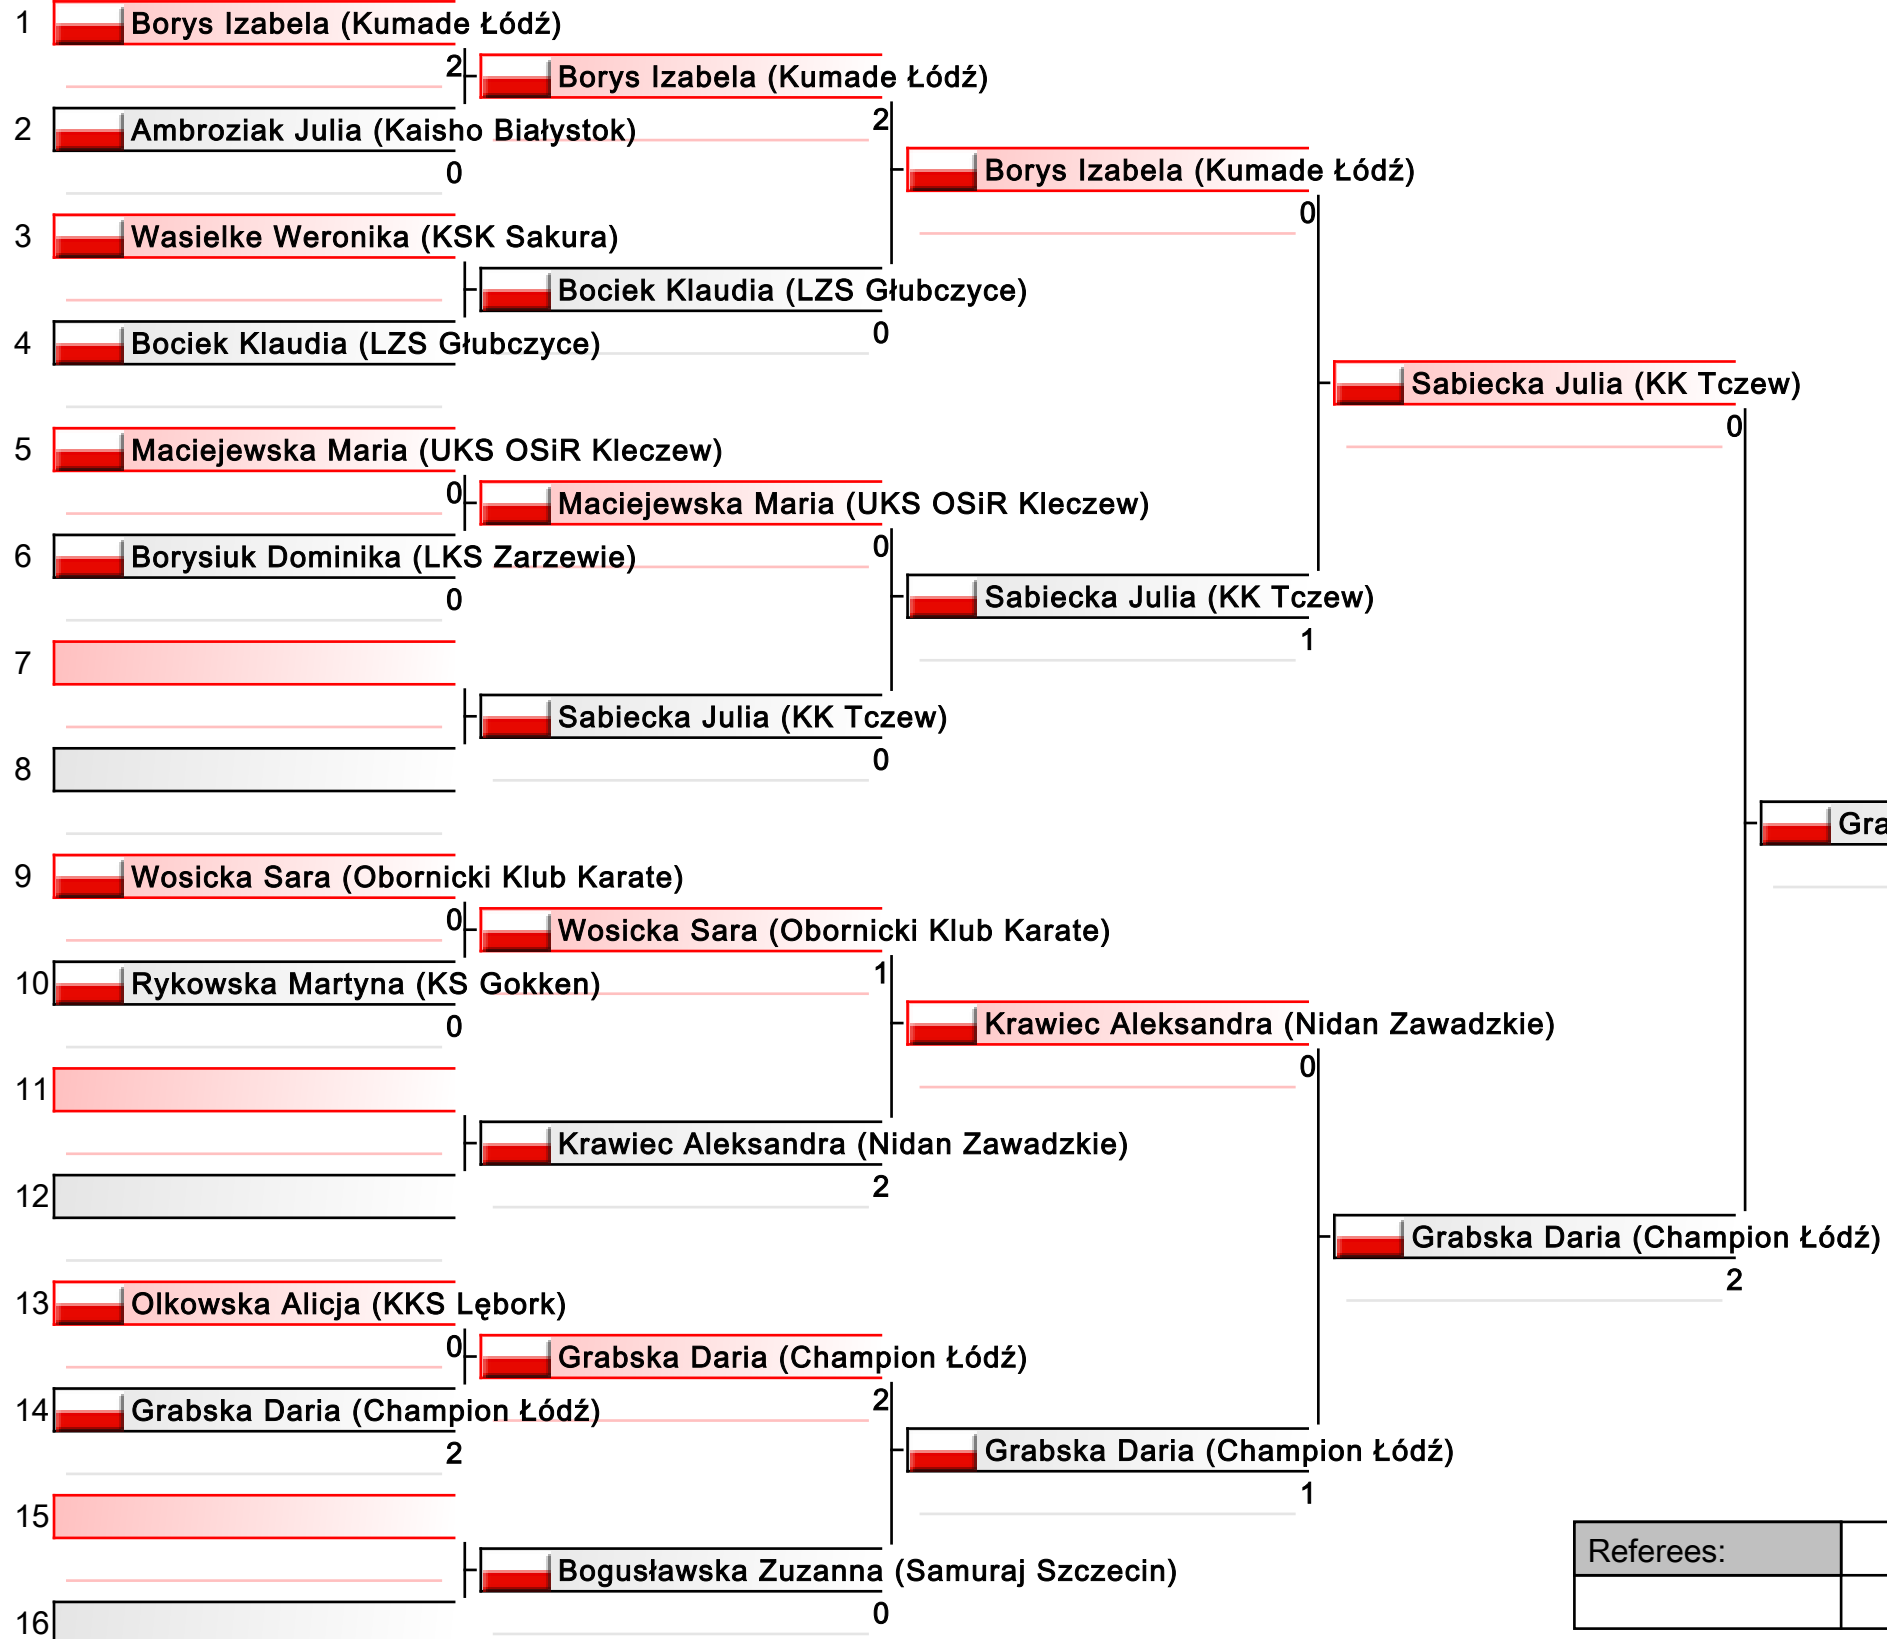 1 Borys Izabela (Kumade Łódź)
2
Borys Izabela (Kumade Łódź)
2
2 Ambroziak Julia (Kaisho Białystok)
0
Borys Izabela (Kumade Łódź)
0
3 Wasielke Weronika (KSK Sakura)
Bociek Klaudia (LZS Głubczyce)
0
4 Bociek Klaudia (LZS Głubczyce)
Sabiecka Julia (KK Tczew)
0
5 Maciejewska Maria (UKS OSiR Kleczew)
0
Maciejewska Maria (UKS OSiR Kleczew)
0
6 Borysiuk Dominika (LKS Zarzewie)
0
Sabiecka Julia (KK Tczew)
1
7
Sabiecka Julia (KK Tczew)
0
8
Gra
9 Wosicka Sara (Obornicki Klub Karate)
0
Wosicka Sara (Obornicki Klub Karate)
1
10 Rykowska Martyna (KS Gokken)
0
Krawiec Aleksandra (Nidan Zawadzkie)
0
11
Krawiec Aleksandra (Nidan Zawadzkie)
2
12
Grabska Daria (Champion Łódź)
2
13 Olkowska Alicja (KKS Lębork)
0
Grabska Daria (Champion Łódź)
2
14 Grabska Daria (Champion Łódź)
2
Grabska Daria (Champion Łódź)
1
15
Referees:
Bogusławska Zuzanna (Samuraj Szczecin)
0
16